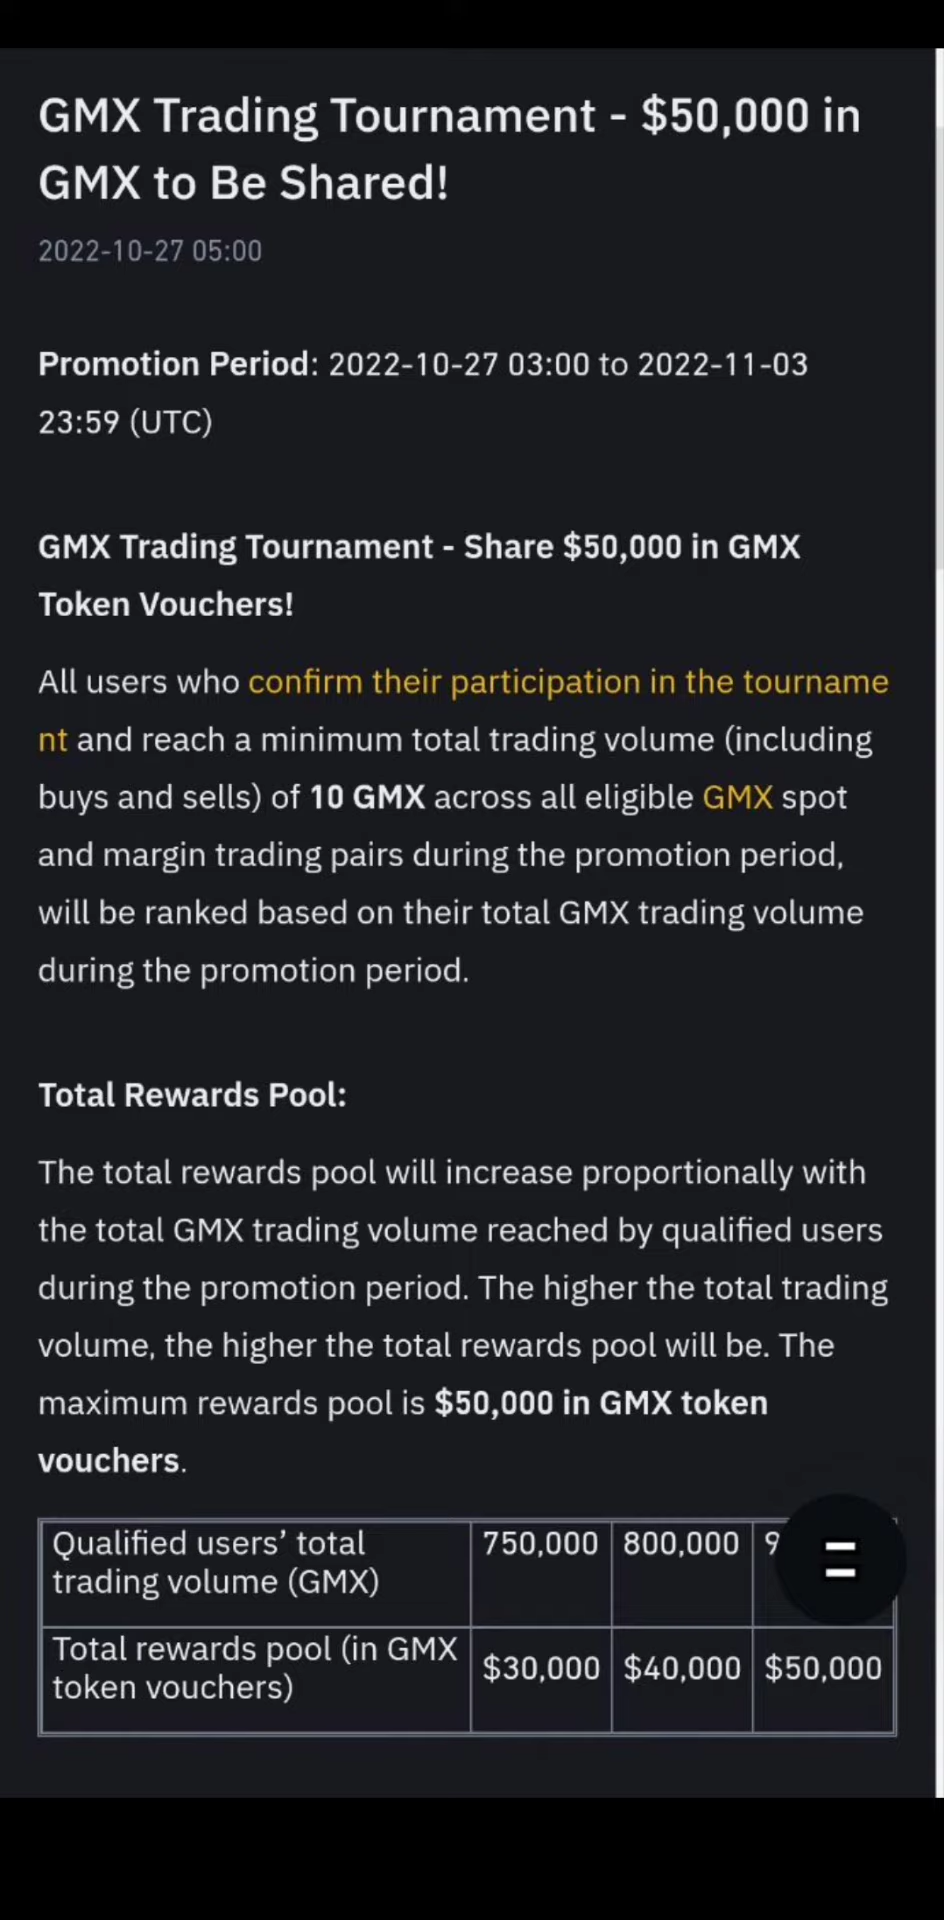 GMX Trading Tournament - $50,000 in
GMX to Be Shared!
2022-10-27 05:00
Promotion Period: 2022-10-27 03:00 to 2022-11-03
23:59 (UTC)
GMX Trading Tournament - Share $50,000 in GMX
Token Vouchers!
All users who confirm their participation in the tourname
nt and reach a minimum total trading volume (including
buys and sells) of 10 GMX across all eligible GMX spot
and margin trading pairs during the promotion period,
will be ranked based on their total GMX trading volume
during the promotion period.
Total Rewards Pool:
The total rewards pool will increase proportionally with
the total GMX trading volume reached by qualified users
during the promotion period. The higher the total trading
volume, the higher the total rewards pool will be. The
maximum rewards pool is $50,000 in GMX token
vouchers.
Qualified users’ total 750,000 800,000
trading volume (GMX)
Total rewards pool (in GMX
token vouchers) $30,000 $40,000 $50,000